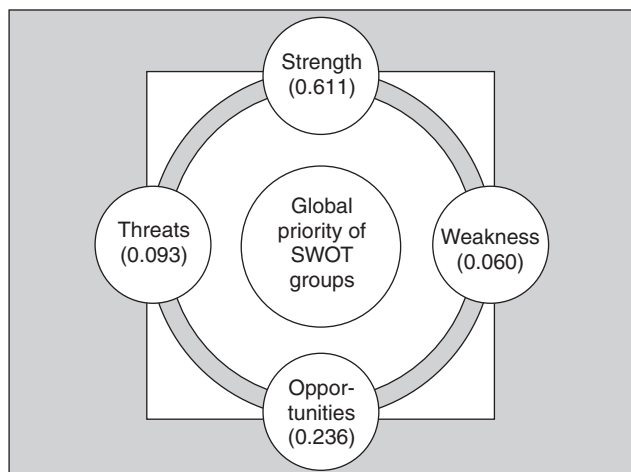 Strength
(0.611)
Threats
(0.093)
Global
priority of
SWOT
groups
Weakness
(0.060)
Oppor-
tunities
(0.236)